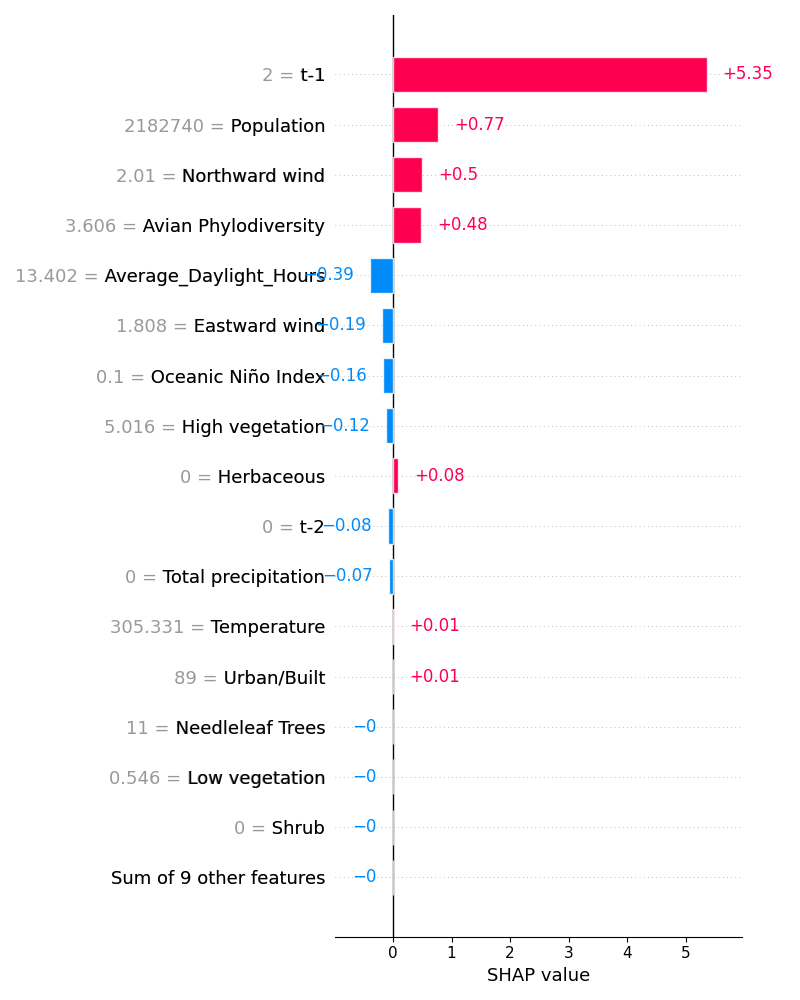 2 = t-1 +5.35
2182740 = Population +0.77
2.01 = Northward wind +0.5
3.606 = Avian Phylodiversity +0.48
13.402 = Average_Daylight_Hours −0.39
1.808 = Eastward wind −0.19
0.1 = Oceanic Niño Index −0.16
5.016 = High vegetation −0.12
0 = Herbaceous +0.08
0 = t-2 −0.08
0 = Total precipitation −0.07
305.331 = Temperature +0.01
89 = Urban/Built +0.01
11 = Needleleaf Trees −0
0.546 = Low vegetation −0
0 = Shrub −0
Sum of 9 other features −0
0 1 2 3 4 5
SHAP value